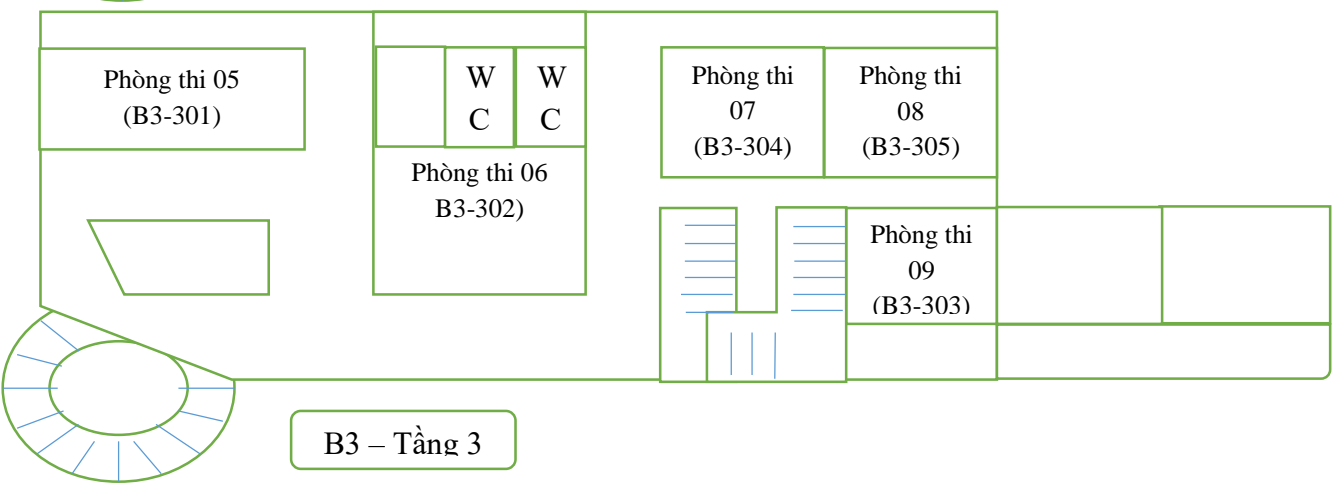 Phòng thi 05
(B3-301)
W
C
W
C
Phòng thi 06
B3-302)
Phòng thi
07
(B3-304)
Phòng thi
08
(B3-305)
Phòng thi
09
(B3-303)
B3 – Tầng 3